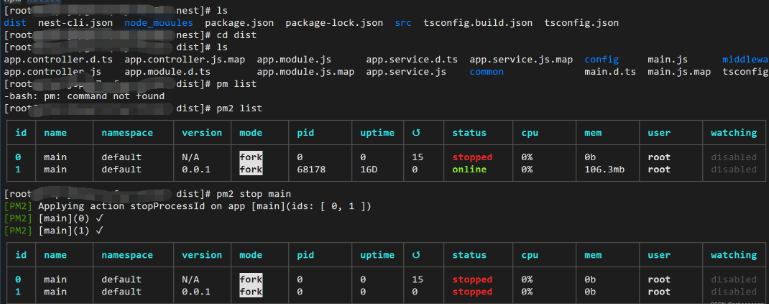 [root nest]# ls
dist nest-cli.json node_modules package.json package-lock.json src tsconfig.build.json tsconfig.json
[root nest]# cd dist
[root dist]# ls
app.controller.d.ts app.controller.js.map app.module.js app.service.d.ts app.service.js.map config main.js middlewa
app.controller.js app.module.d.ts app.module.js.map app.service.js common main.d.ts main.js.map tsconfig
[root dist]# pm list
-bash: pm: command not found
[root dist]# pm2 list
id name namespace version mode pid uptime ↺ status cpu mem user watching
0 main default N/A fork 0 0 15 stopped 0% 0b root disabled
1 main default 0.0.1 fork 68178 16D 0 online 0% 106.3mb root disabled
[root dist]# pm2 stop main
[PM2] Applying action stopProcessId on app [main](ids: [ 0, 1 ])
[PM2] [main](0) ✓
[PM2] [main](1) ✓
id name namespace version mode pid uptime ↺ status cpu mem user watching
0 main default N/A fork 0 0 15 stopped 0% 0b root disabled
1 main default 0.0.1 fork 0 0 0 stopped 0% 0b root disabled